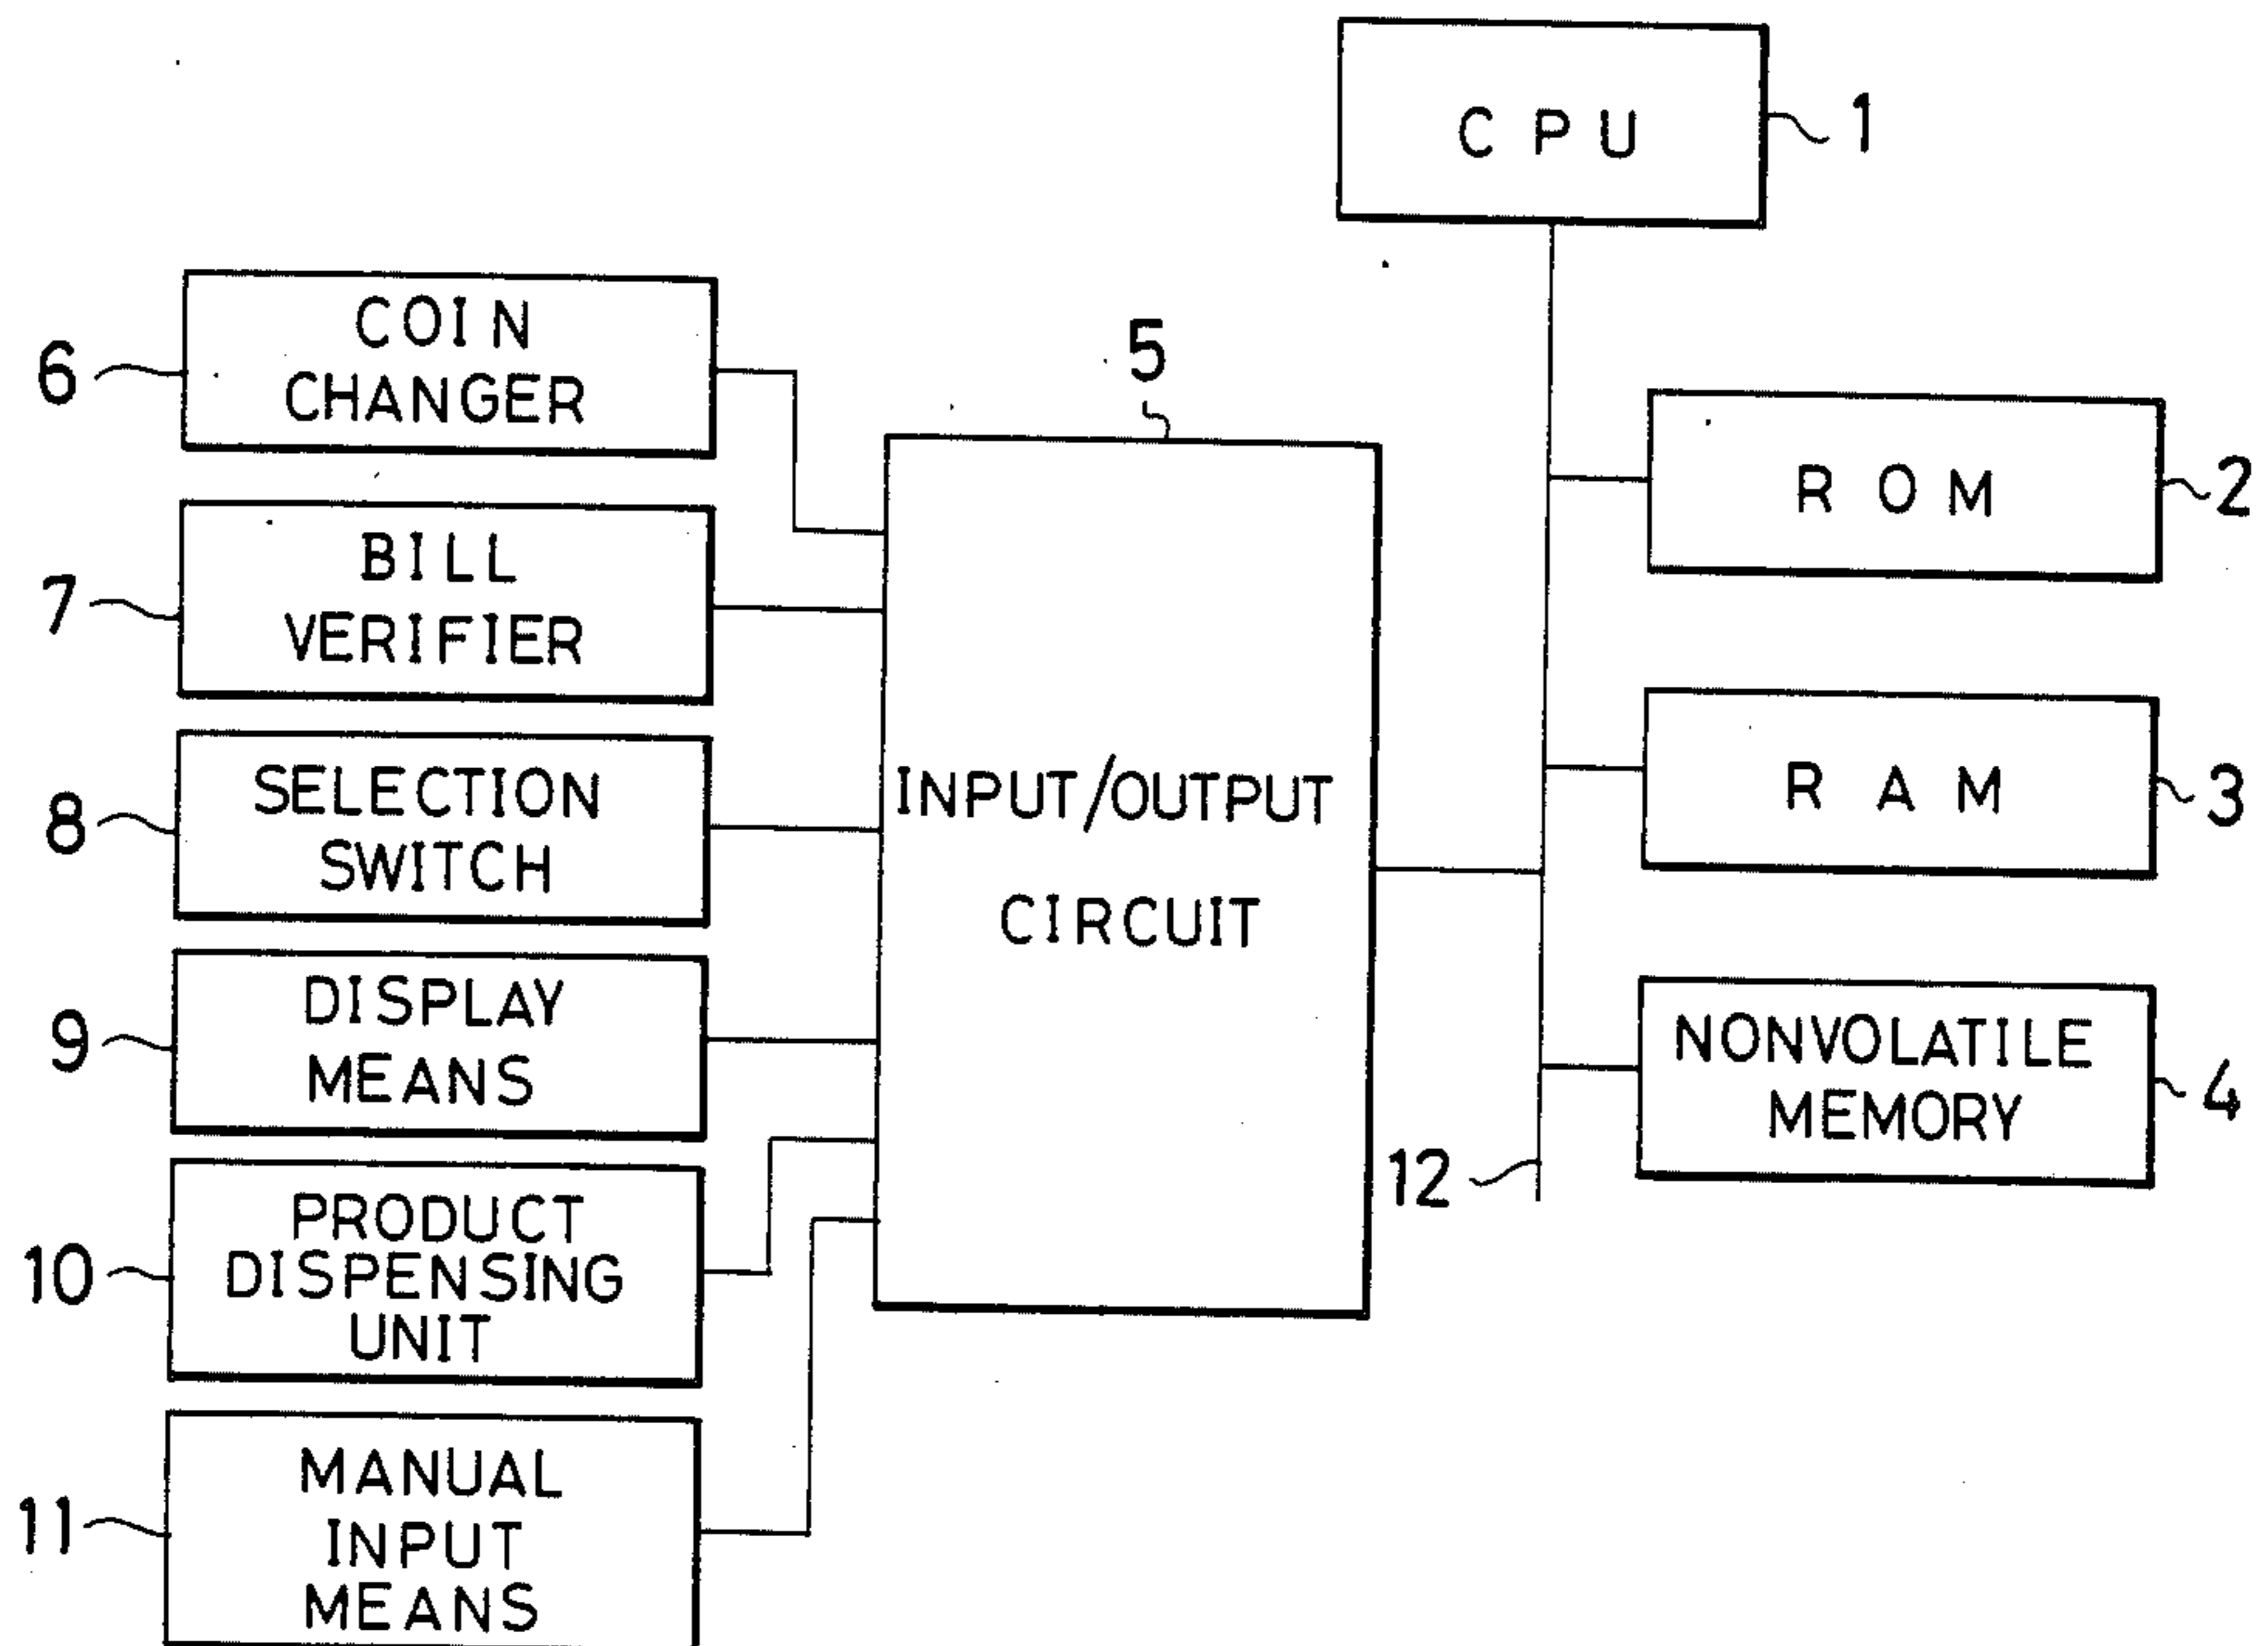 CPU
1
COIN
CHANGER
6
5
ROM
2
BILL
VERIFIER
7
SELECTION
SWITCH
8
INPUT/OUTPUT
CIRCUIT
RAM
3
DISPLAY
MEANS
9
NONVOLATILE
MEMORY
4
12
PRODUCT
DISPENSING
UNIT
10
MANUAL
INPUT
MEANS
11